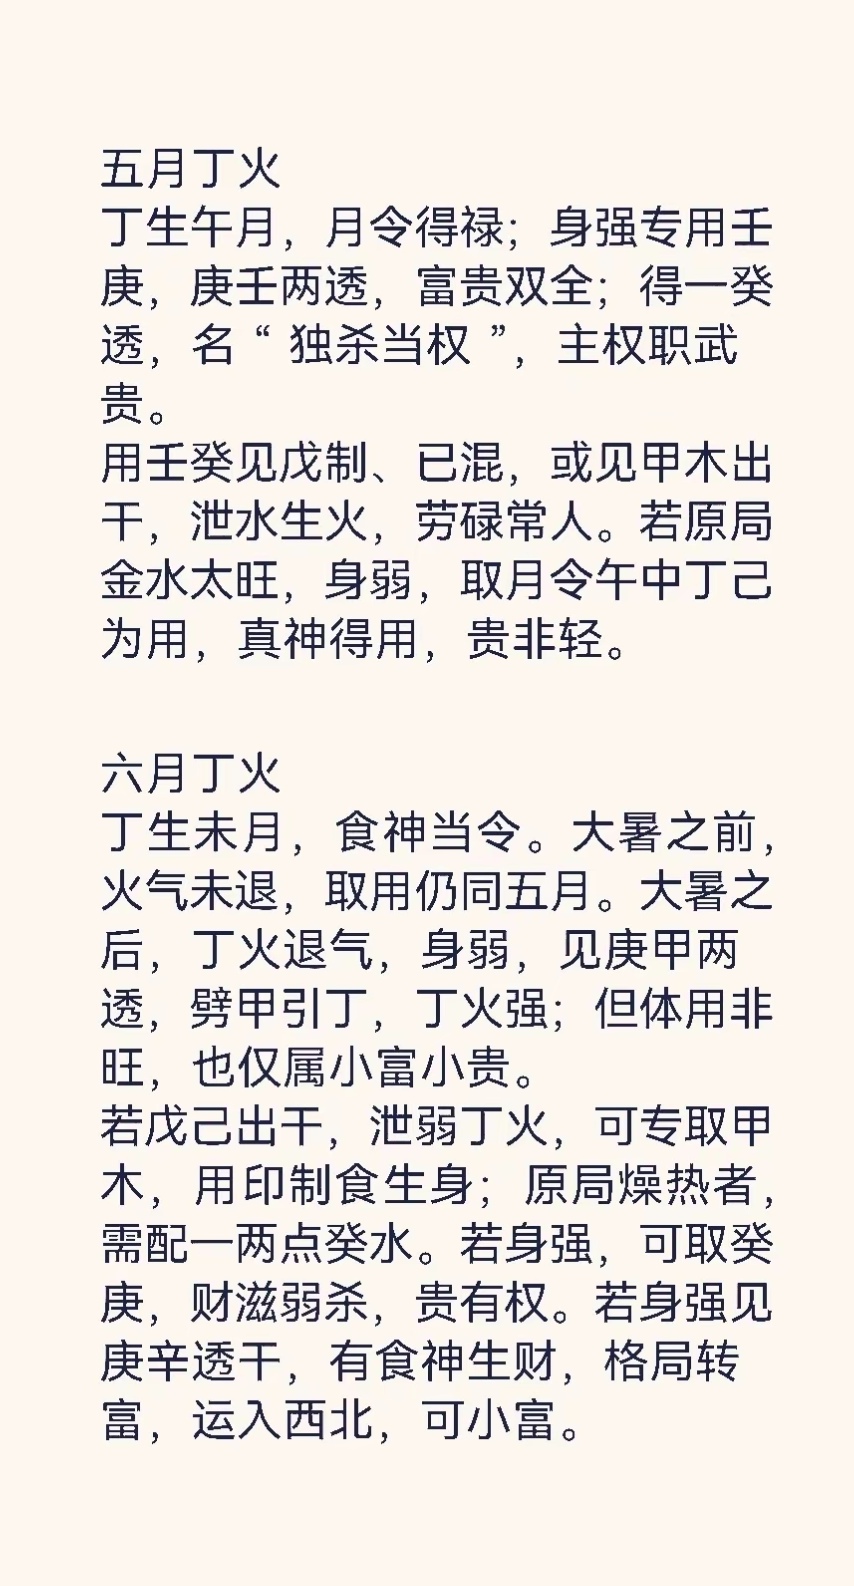 五月丁火
丁生午月，月令得禄；身强专用壬
庚，庚壬两透，富贵双全；得一癸
透，名“独杀当权”，主权职武
贵。
用壬癸见戊制、已混，或见甲木出
干，泄水生火，劳碌常人。若原局
金水太旺，身弱，取月令午中丁己
为用，真神得用，贵非轻。
六月丁火
丁生未月，食神当令。大暑之前，
火气未退，取用仍同五月。大暑之
后，丁火退气，身弱，见庚甲两
透，劈甲引丁，丁火强；但体用非
旺，也仅属小富小贵。
若戊己出干，泄弱丁火，可专取甲
木，用印制食生身；原局燥热者，
需配一两点癸水。若身强，可取癸
庚，财滋弱杀，贵有权。若身强见
庚辛透干，有食神生财，格局转
富，运入西北，可小富。